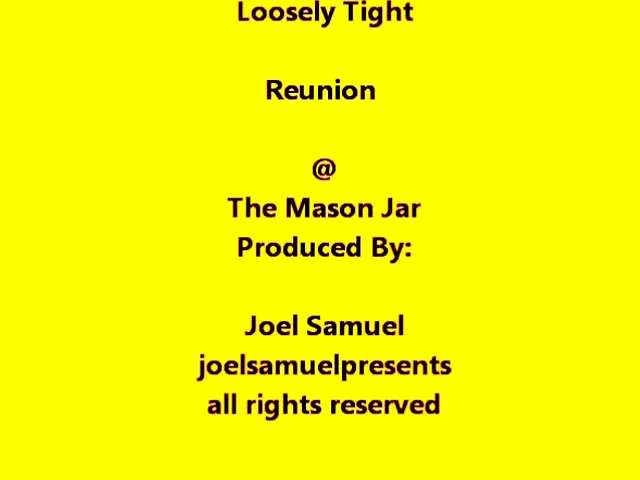 Loosely Tight
Reunion
@
The Mason Jar
Produced By:
Joel Samuel
joelsamuelpresents
all rights reserved